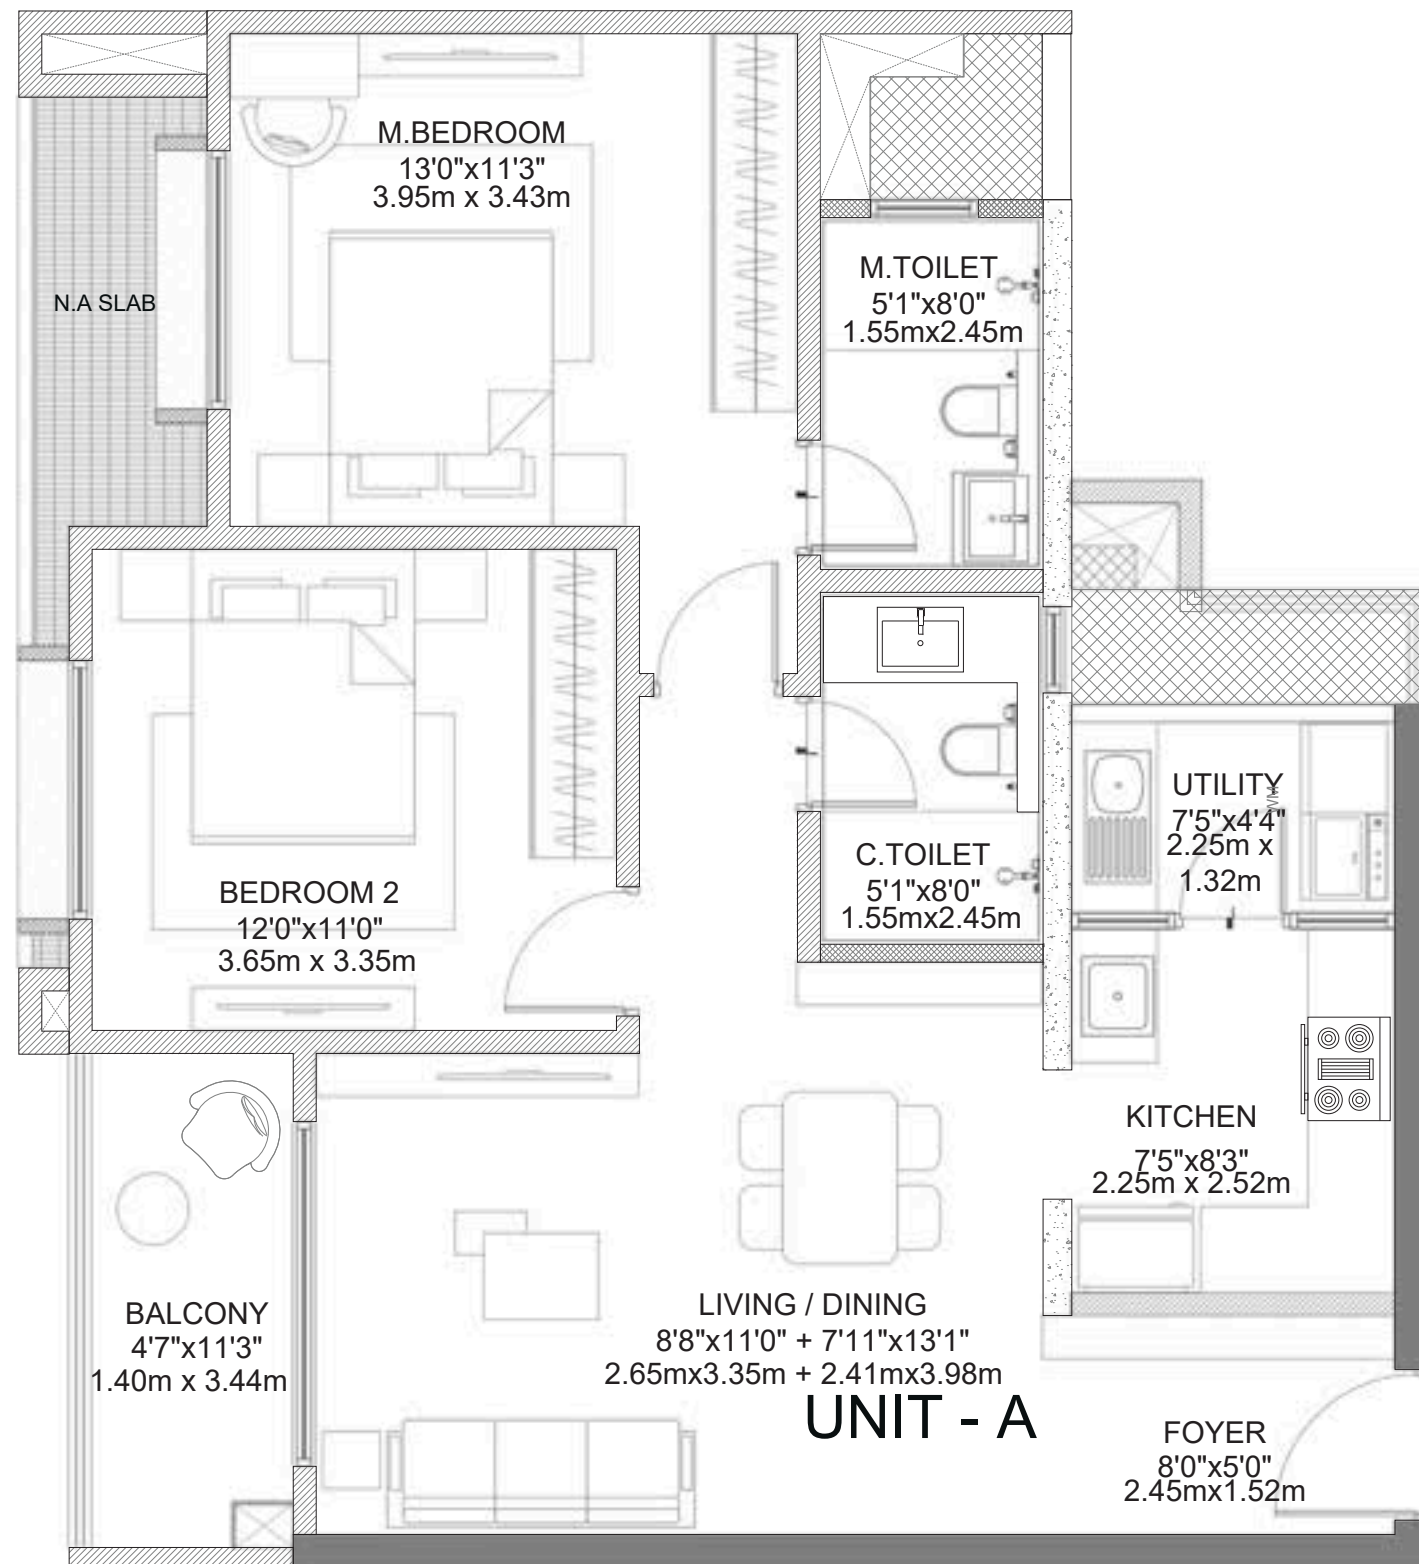 M.BEDROOM
13'0"x11'3"
3.95m x 3.43m
N.A SLAB
M.TOILET
5'1"x8'0"
1.55mx2.45m
UTILITY
WM
7'5"x4'4"
2.25m x
1.32m
C.TOILET
5'1"x8'0"
1.55mx2.45m
BEDROOM 2
12'0"x11'0"
3.65m x 3.35m
KITCHEN
7'5"x8'3"
2.25m x 2.52m
BALCONY
4'7"x11'3"
1.40m x 3.44m
LIVING / DINING
8'8"x11'0" + 7'11"x13'1"
2.65mx3.35m + 2.41mx3.98m
UNIT - A
FOYER
8'0"x5'0"
2.45mx1.52m